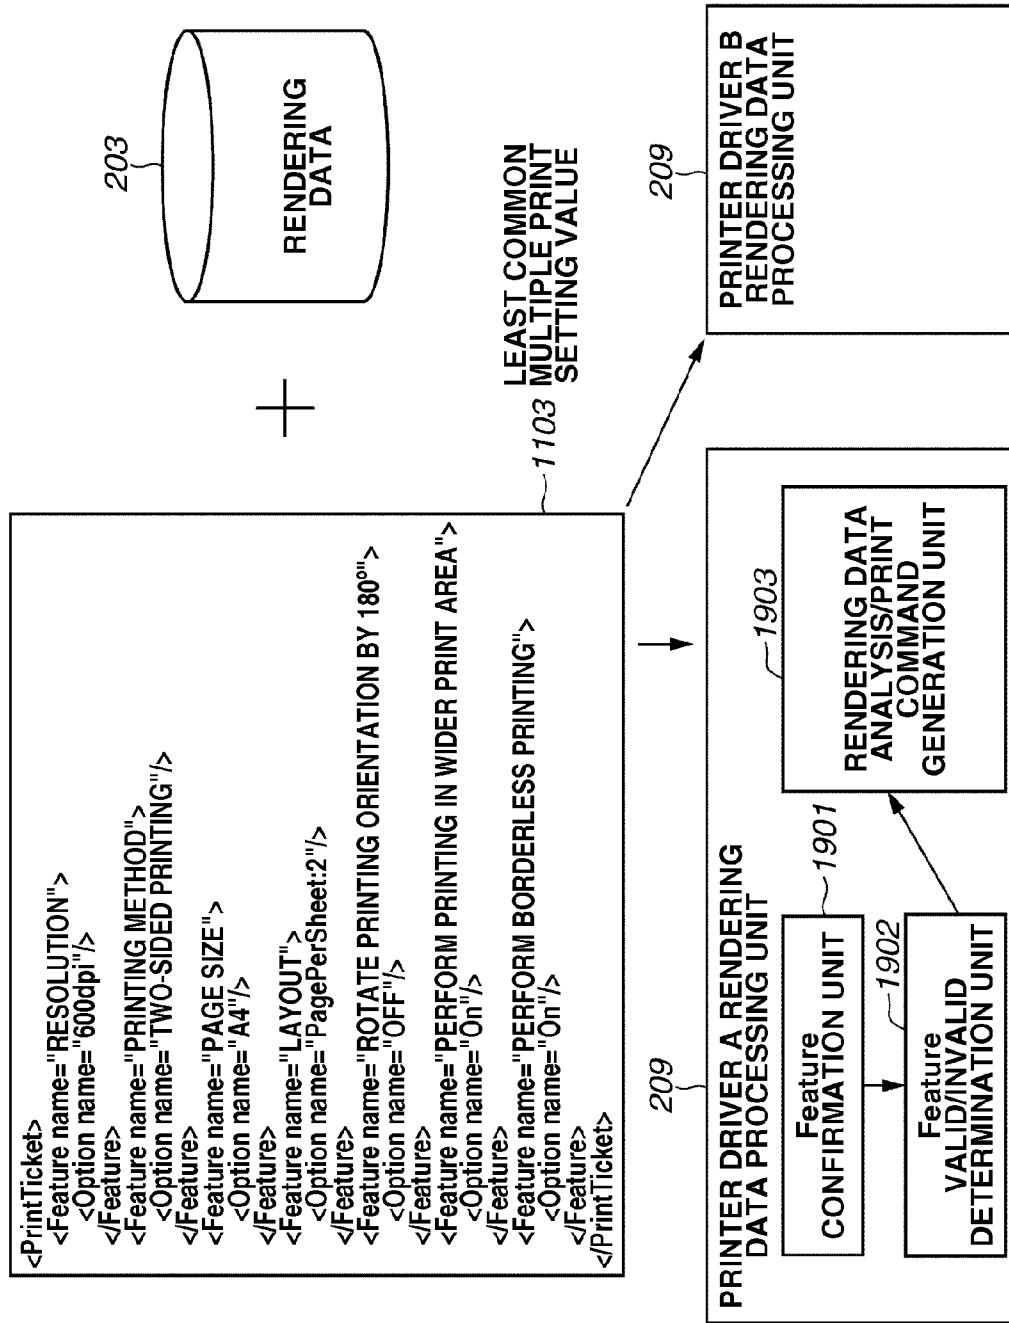 <PrintTicket>
<Feature name="RESOLUTION">
<Option name="600dpi"/>
</Feature>
<Feature name="PRINTING METHOD">
<Option name="TWO-SIDED PRINTING"/>
</Feature>
<Feature name="PAGE SIZE">
<Option name="A4"/>
</Feature>
<Feature name="LAYOUT">
<Option name="PagePerSheet:2"/>
</Feature>
<Feature name="ROTATE PRINTING ORIENTATION BY 180º">
<Option name="OFF"/>
</Feature>
<Feature name="PERFORM PRINTING IN WIDER PRINT AREA">
<Option name="On"/>
</Feature>
<Feature name="PERFORM BORDERLESS PRINTING">
<Option name="On"/>
</Feature>
</PrintTicket>
203
RENDERING
DATA
+
1103
LEAST COMMON
MULTIPLE PRINT
SETTING VALUE
209
PRINTER DRIVER A RENDERING
DATA PROCESSING UNIT
1901
Feature
CONFIRMATION UNIT
1902
Feature
VALID/INVALID
DETERMINATION UNIT
1903
RENDERING DATA
ANALYSIS/PRINT
COMMAND
GENERATION UNIT
209
PRINTER DRIVER B
RENDERING DATA
PROCESSING UNIT